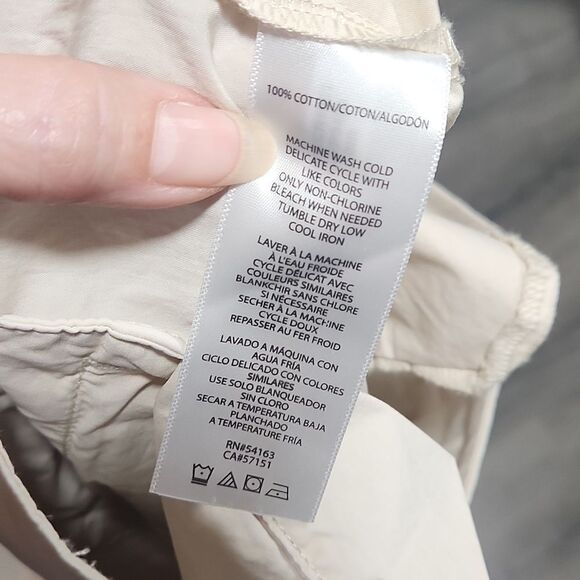 100% COTTON/COTON/ALGODÓN
MACHINE WASH COLD
DELICATE CYCLE WITH
LIKE COLORS
ONLY NON-CHLORINE
BLEACH WHEN NEEDED
TUMBLE DRY LOW
COOL IRON
LAVER À LA MACHINE
À L'EAU FROIDE
CYCLE DÉLICAT AVEC
COULEURS SIMILAIRES
BLANKCHIR SANS CHLORE
SI NÉCESSAIRE
SECHER À LA MACHINE
CYCLE DOUX
REPASSER AU FER FROID
LAVADO A MÁQUINA CON
AGUA FRÍA
CICLO DELICADO CON COLORES
SIMILARES
USE SOLO BLANQUEADOR
SIN CLORO
SECAR A TEMPERATURA BAJA
PLANCHADO
A TEMPERATURE FRÍA
RN#54163
CA#57151